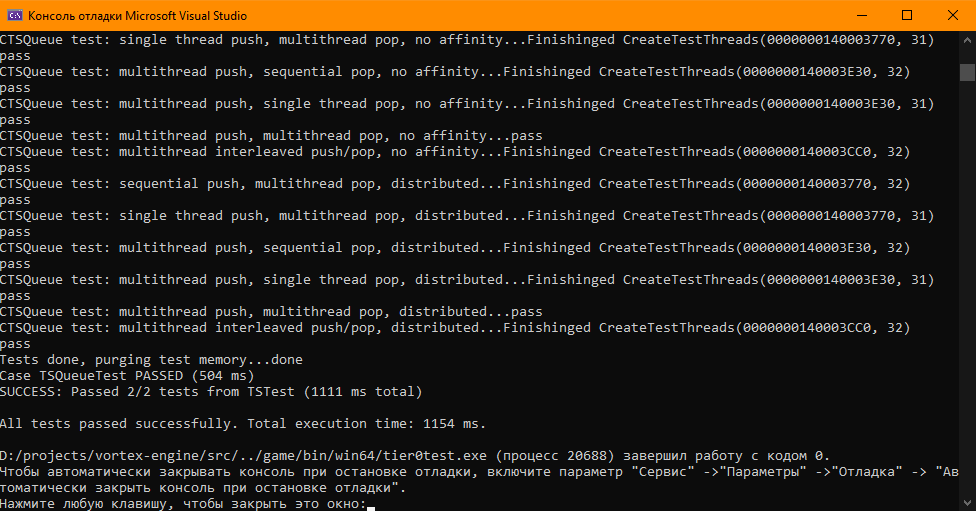 Консоль отладки Microsoft Visual Studio
CTSQueue test: single thread push, multithread pop, no affinity...Finishinged CreateTestThreads(0000000140003770, 31)
pass
CTSQueue test: multithread push, sequential pop, no affinity...Finishinged CreateTestThreads(0000000140003E30, 32)
pass
CTSQueue test: multithread push, single thread pop, no affinity...Finishinged CreateTestThreads(0000000140003E30, 31)
pass
CTSQueue test: multithread push, multithread pop, no affinity...pass
CTSQueue test: multithread interleaved push/pop, no affinity...Finishinged CreateTestThreads(0000000140003CC0, 32)
pass
CTSQueue test: sequential push, multithread pop, distributed...Finishinged CreateTestThreads(0000000140003770, 32)
pass
CTSQueue test: single thread push, multithread pop, distributed...Finishinged CreateTestThreads(0000000140003770, 31)
pass
CTSQueue test: multithread push, sequential pop, distributed...Finishinged CreateTestThreads(0000000140003E30, 32)
pass
CTSQueue test: multithread push, single thread pop, distributed...Finishinged CreateTestThreads(0000000140003E30, 31)
pass
CTSQueue test: multithread push, multithread pop, distributed...pass
CTSQueue test: multithread interleaved push/pop, distributed...Finishinged CreateTestThreads(0000000140003CC0, 32)
pass
Tests done, purging test memory...done
Case TSQueueTest PASSED (504 ms)
SUCCESS: Passed 2/2 tests from TSTest (1111 ms total)
All tests passed successfully. Total execution time: 1154 ms.
D:/projects/vortex-engine/src/../game/bin/win64/tier0test.exe (процесс 20688) завершил работу с кодом 0.
Чтобы автоматически закрывать консоль при остановке отладки, включите параметр "Сервис" ->"Параметры" ->"Отладка" -> "Ав
томатически закрыть консоль при остановке отладки".
Нажмите любую клавишу, чтобы закрыть это окно: